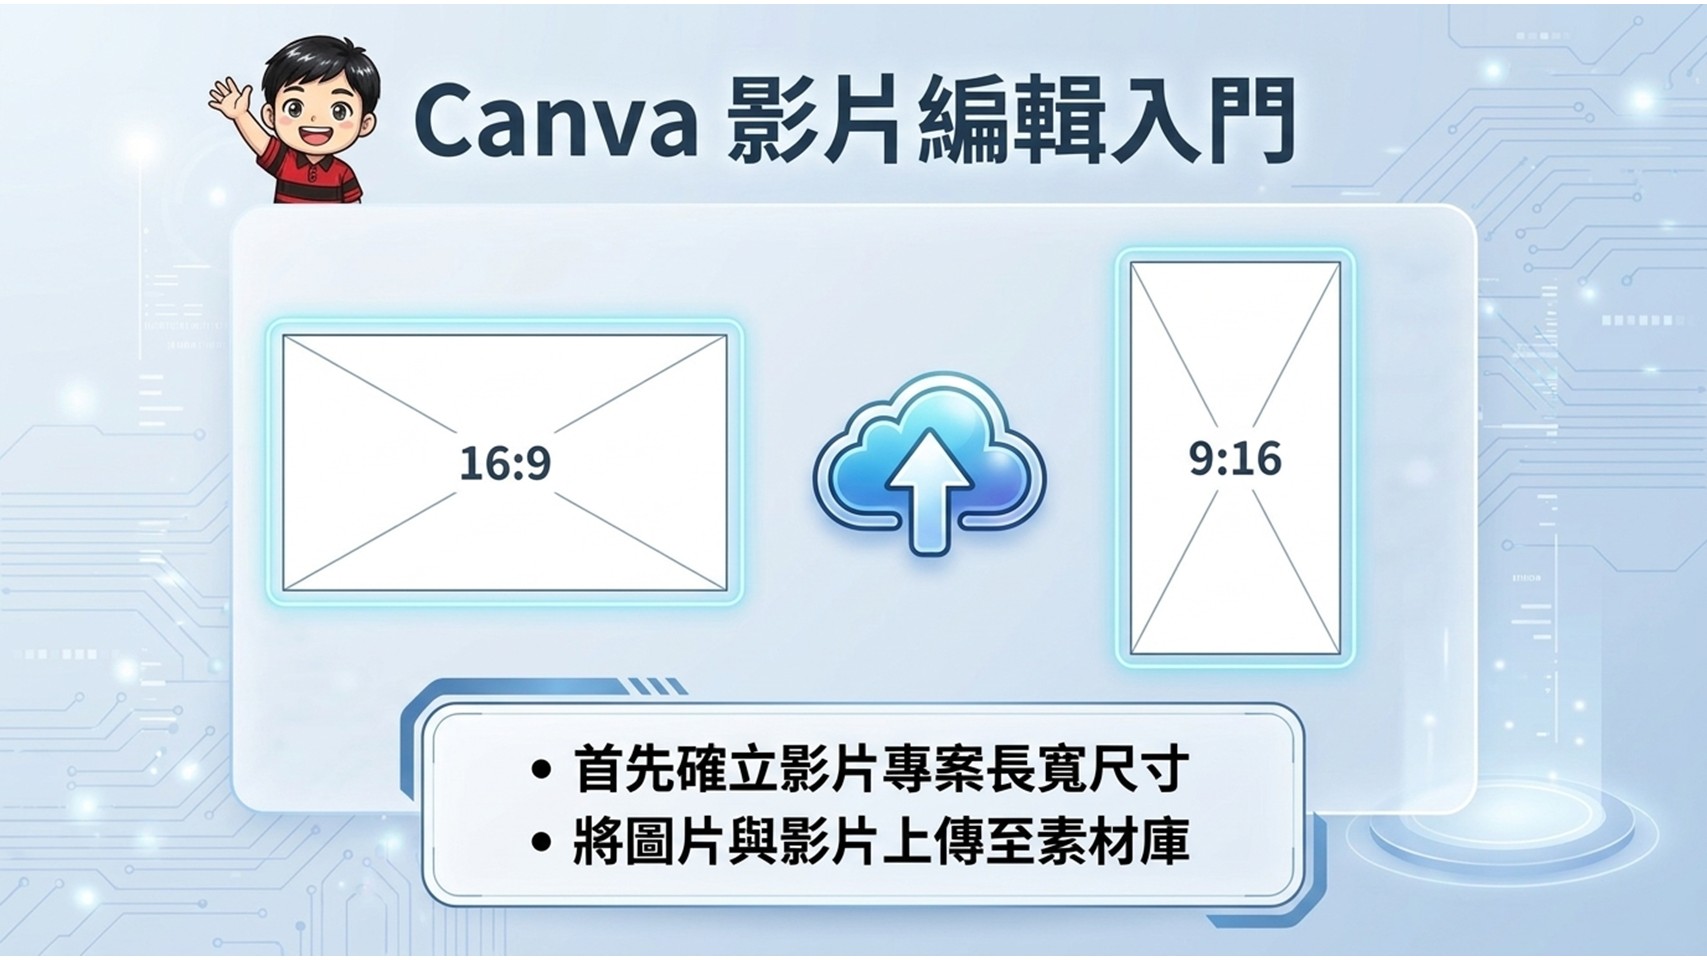 Canva 影片編輯入門
16:9
9:16
• 首先確立影片專案長寬尺寸
• 將圖片與影片上傳至素材庫